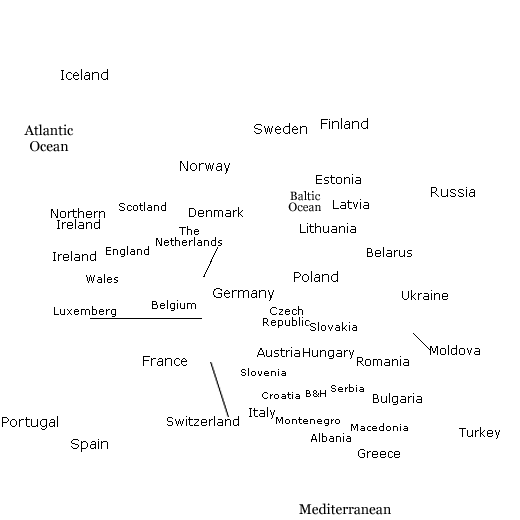 Iceland
Atlantic
Ocean
Sweden
Finland
Norway
Estonia
Baltic
Ocean
Latvia
Russia
Northern
Ireland
Scotland
Denmark
Lithuania
The
Netherlands
Ireland
England
Belarus
Wales
Poland
Germany
Ukraine
Luxemberg
Belgium
Czech
Republic
Slovakia
France
Austria
Hungary
Romania
Moldova
Slovenia
Croatia
B&H
Serbia
Bulgaria
Portugal
Spain
Switzerland
Italy
Montenegro
Macedonia
Albania
Turkey
Greece
Mediterranean